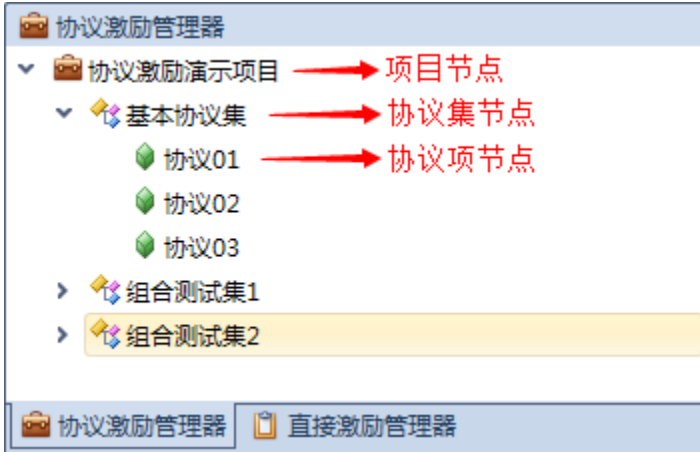 协议激励管理器
协议激励演示项目 项目节点
基本协议集 协议集节点
协议01 协议项节点
协议02
协议03
组合测试集1
组合测试集2
协议激励管理器 直接激励管理器